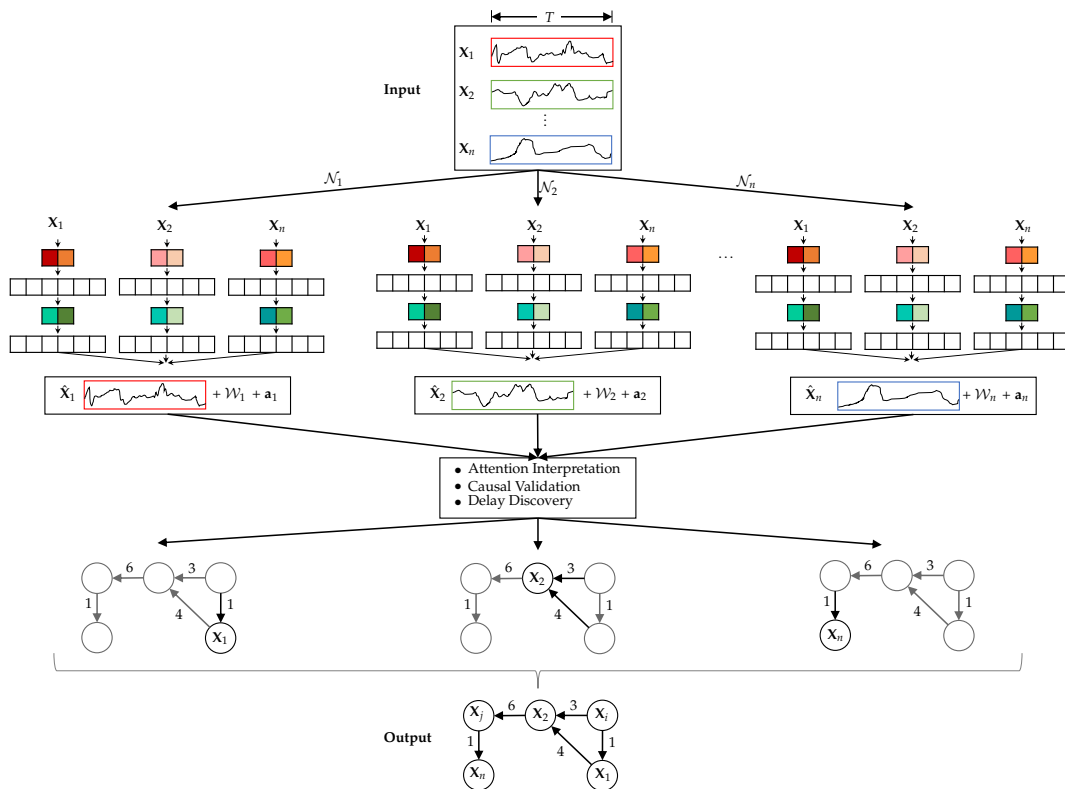 T
X₁
Input
X₂
⋮
Xₙ
𝒩₁ 𝒩₂ 𝒩ₙ
X₁ X₂ Xₙ X₁ X₂ Xₙ … X₁ X₂ Xₙ
X̂₁ + 𝒲₁ + a₁
X̂₂ + 𝒲₂ + a₂
X̂ₙ + 𝒲ₙ + aₙ
• Attention Interpretation
• Causal Validation
• Delay Discovery
6 3 1 1 4 X₁
6 X₂ 3 1 1 4
6 3 1 1 4 Xₙ
Output
Xⱼ 6 X₂ 3 Xᵢ
1 4 1
Xₙ X₁